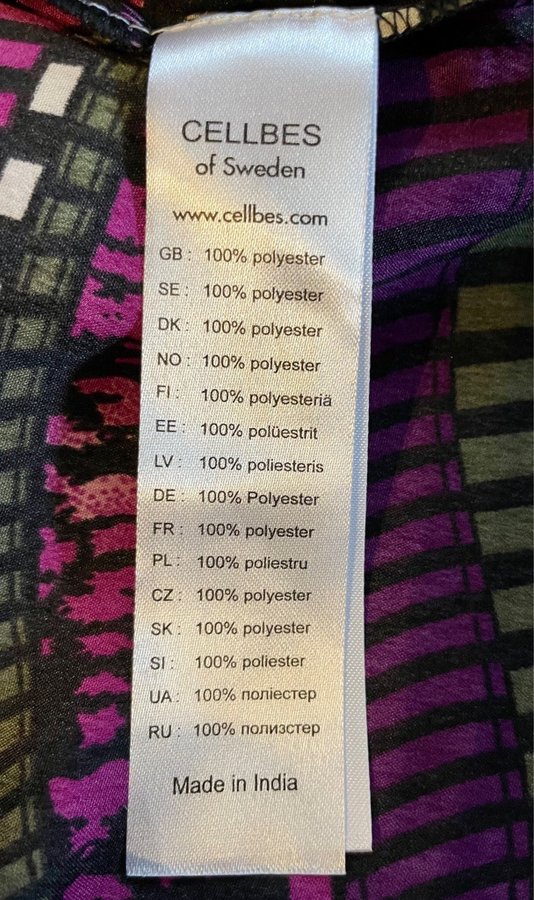 CELLBES
of Sweden
www.cellbes.com
GB : 100% polyester
SE : 100% polyester
DK : 100% polyester
NO : 100% polyester
FI : 100% polyesteriä
EE : 100% polüestrit
LV : 100% poliesteris
DE : 100% Polyester
FR : 100% polyester
PL : 100% poliestru
CZ : 100% polyester
SK : 100% polyester
SI : 100% poliester
UA : 100% поліестер
RU : 100% полиэстер
Made in India